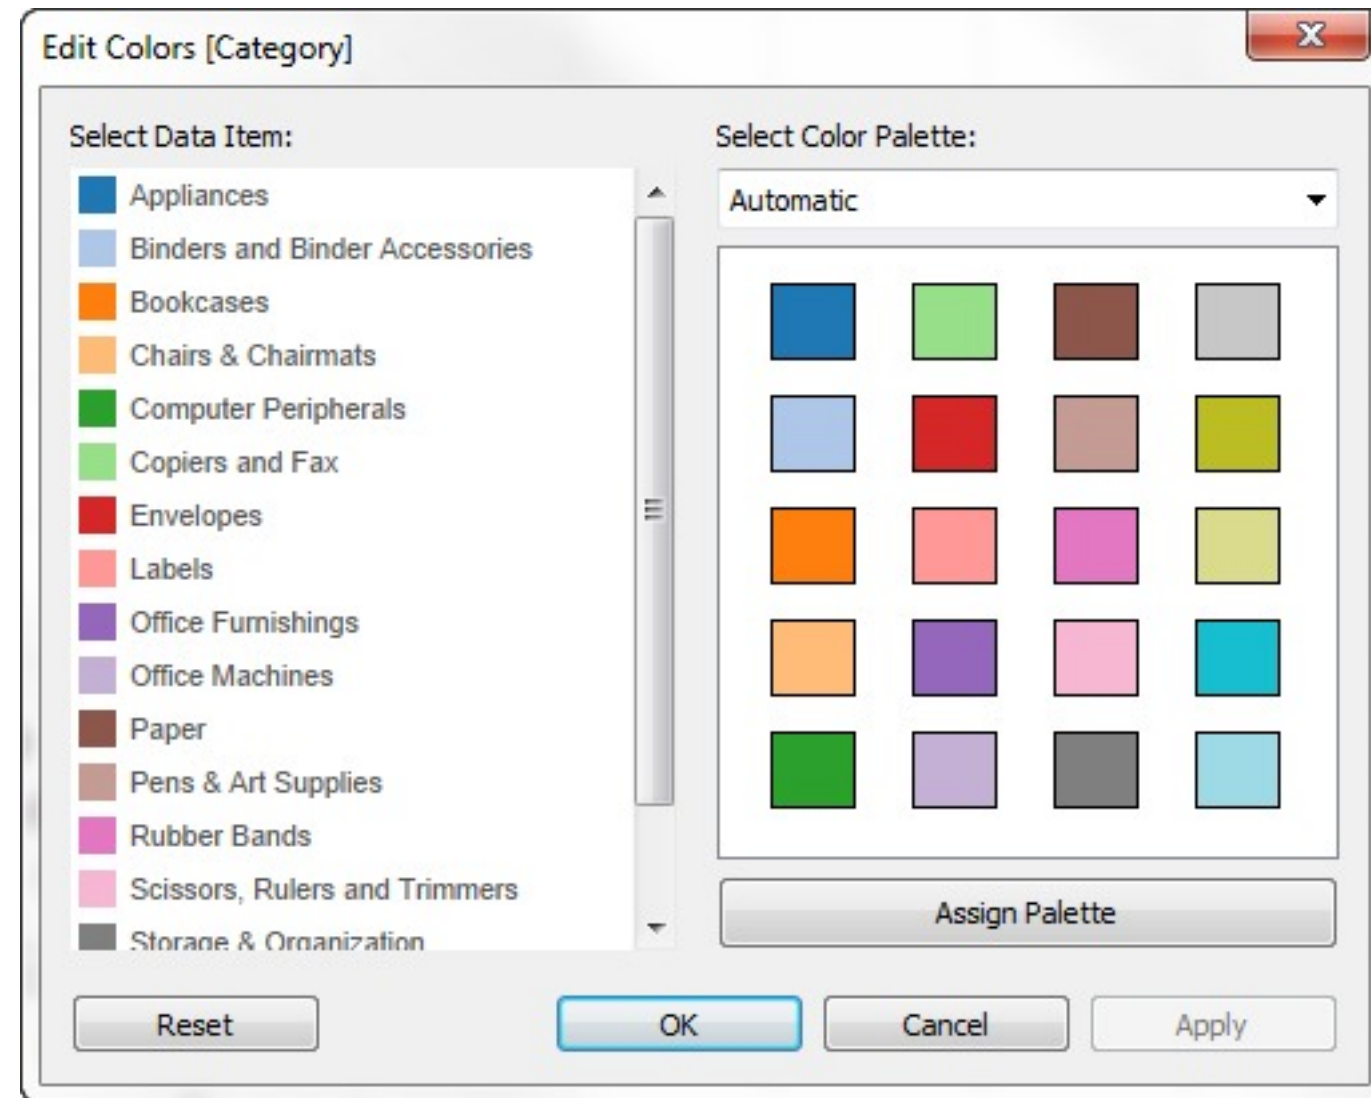 Edit Colors [Category]
Select Data Item:
Appliances
Binders and Binder Accessories
Bookcases
Chairs & Chairmats
Computer Peripherals
Copiers and Fax
Envelopes
Labels
Office Furnishings
Office Machines
Paper
Pens & Art Supplies
Rubber Bands
Scissors, Rulers and Trimmers
Storage & Organization
Select Color Palette:
Automatic
Assign Palette
Reset
OK
Cancel
Apply